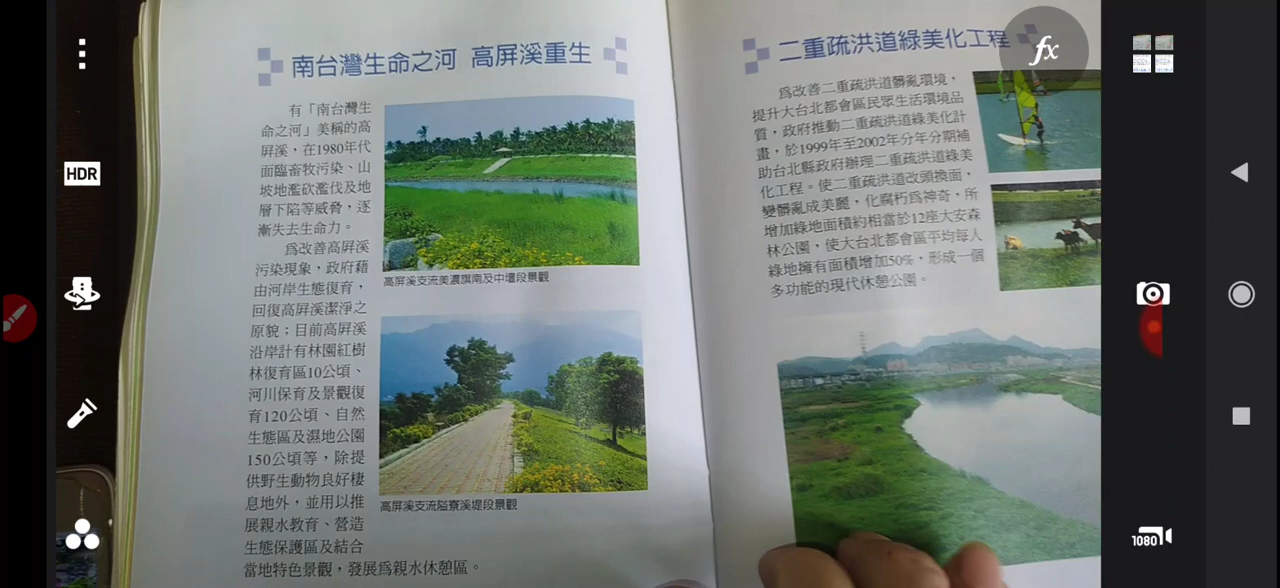 HDR
1080
fx
南台灣生命之河 高屏溪重生
有「南台灣生
命之河」美稱的高
屏溪，在1980年代
面臨畜牧污染、山
坡地濫砍濫伐及地
層下陷等威脅，逐
漸失去生命力。
為改善高屏溪
污染現象，政府藉
由河岸生態復育，
回復高屏溪潔淨之
原貌；目前高屏溪
沿岸計有林園紅樹
林復育區10公頃、
河川保育及景觀復
育120公頃、自然
生態區及濕地公園
150公頃等，除提
供野生動物良好棲
息地外，並用以推
展親水教育、營造
生態保護區及結合
當地特色景觀，發展為親水休憩區。
高屏溪支流美濃旗南及中壇段景觀
高屏溪支流隘寮溪堤段景觀
二重疏洪道綠美化工程
為改善二重疏洪道髒亂環境，
提升大台北都會區民眾生活環境品
質，政府推動二重疏洪道綠美化計
畫，於1999年至2002年分年分期補
助台北縣政府辦理二重疏洪道綠美
化工程。使二重疏洪道改頭換面，
變髒亂成美麗，化腐朽為神奇，所
增加綠地面積約相當於12座大安森
林公園，使大台北都會區平均每人
綠地擁有面積增加50%，形成一個
多功能的現代休憩公園。